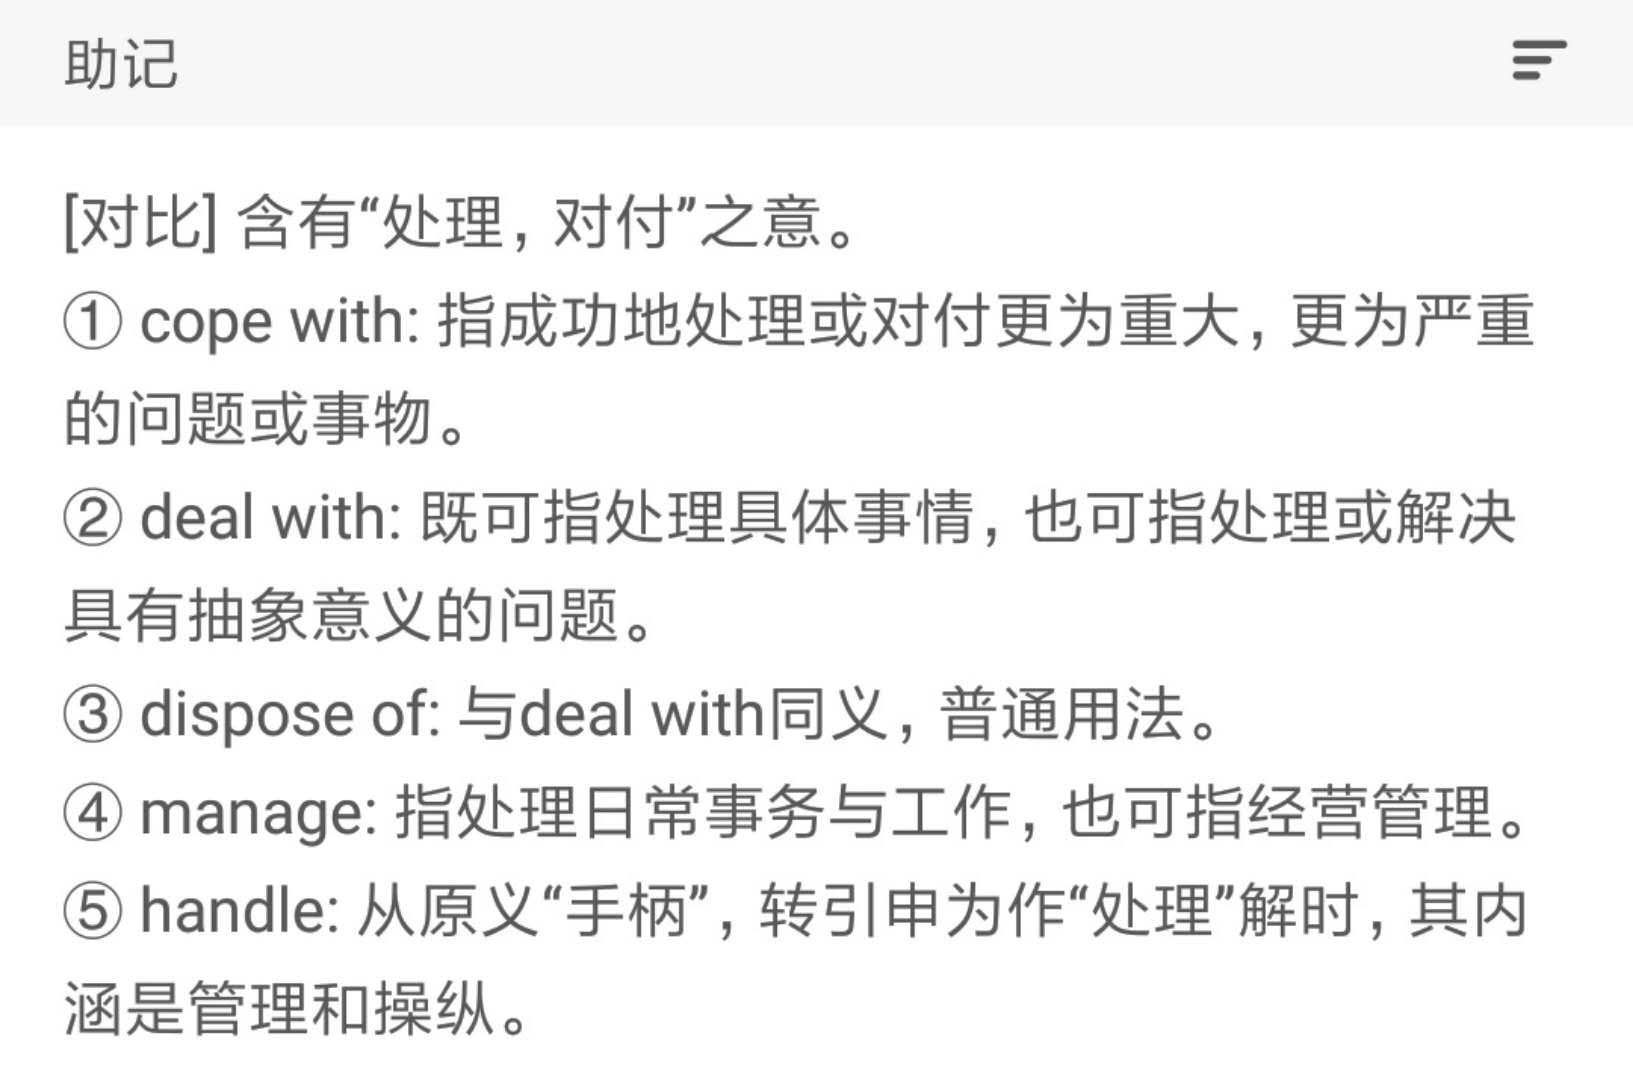 助记
[对比] 含有“处理，对付”之意。
① cope with: 指成功地处理或对付更为重大，更为严重
的问题或事物。
② deal with: 既可指处理具体事情，也可指处理或解决
具有抽象意义的问题。
③ dispose of: 与deal with同义，普通用法。
④ manage: 指处理日常事务与工作，也可指经营管理。
⑤ handle: 从原义“手柄”，转引申为作“处理”解时，其内
涵是管理和操纵。